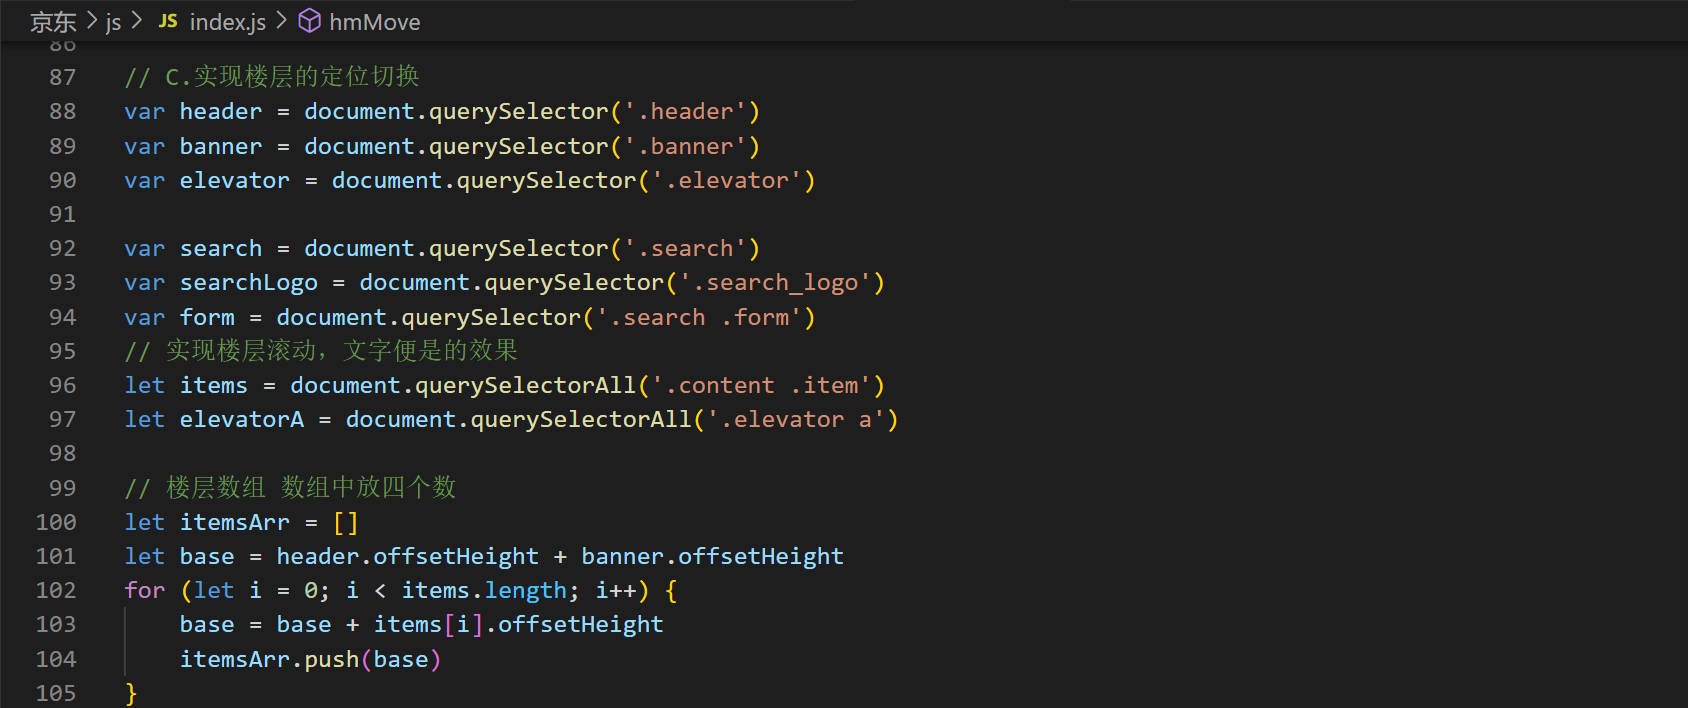 京东 > js > JS index.js > hmMove
86
87 // C.实现楼层的定位切换
88 var header = document.querySelector('.header')
89 var banner = document.querySelector('.banner')
90 var elevator = document.querySelector('.elevator')
91
92 var search = document.querySelector('.search')
93 var searchLogo = document.querySelector('.search_logo')
94 var form = document.querySelector('.search .form')
95 // 实现楼层滚动，文字便是的效果
96 let items = document.querySelectorAll('.content .item')
97 let elevatorA = document.querySelectorAll('.elevator a')
98
99 // 楼层数组 数组中放四个数
100 let itemsArr = []
101 let base = header.offsetHeight + banner.offsetHeight
102 for (let i = 0; i < items.length; i++) {
103 base = base + items[i].offsetHeight
104 itemsArr.push(base)
105 }